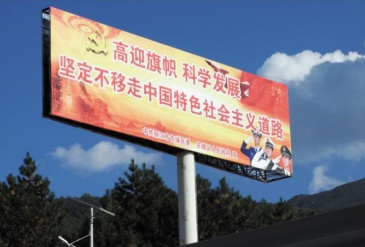 高迎旗帜 科学发展
坚定不移走中国特色社会主义道路